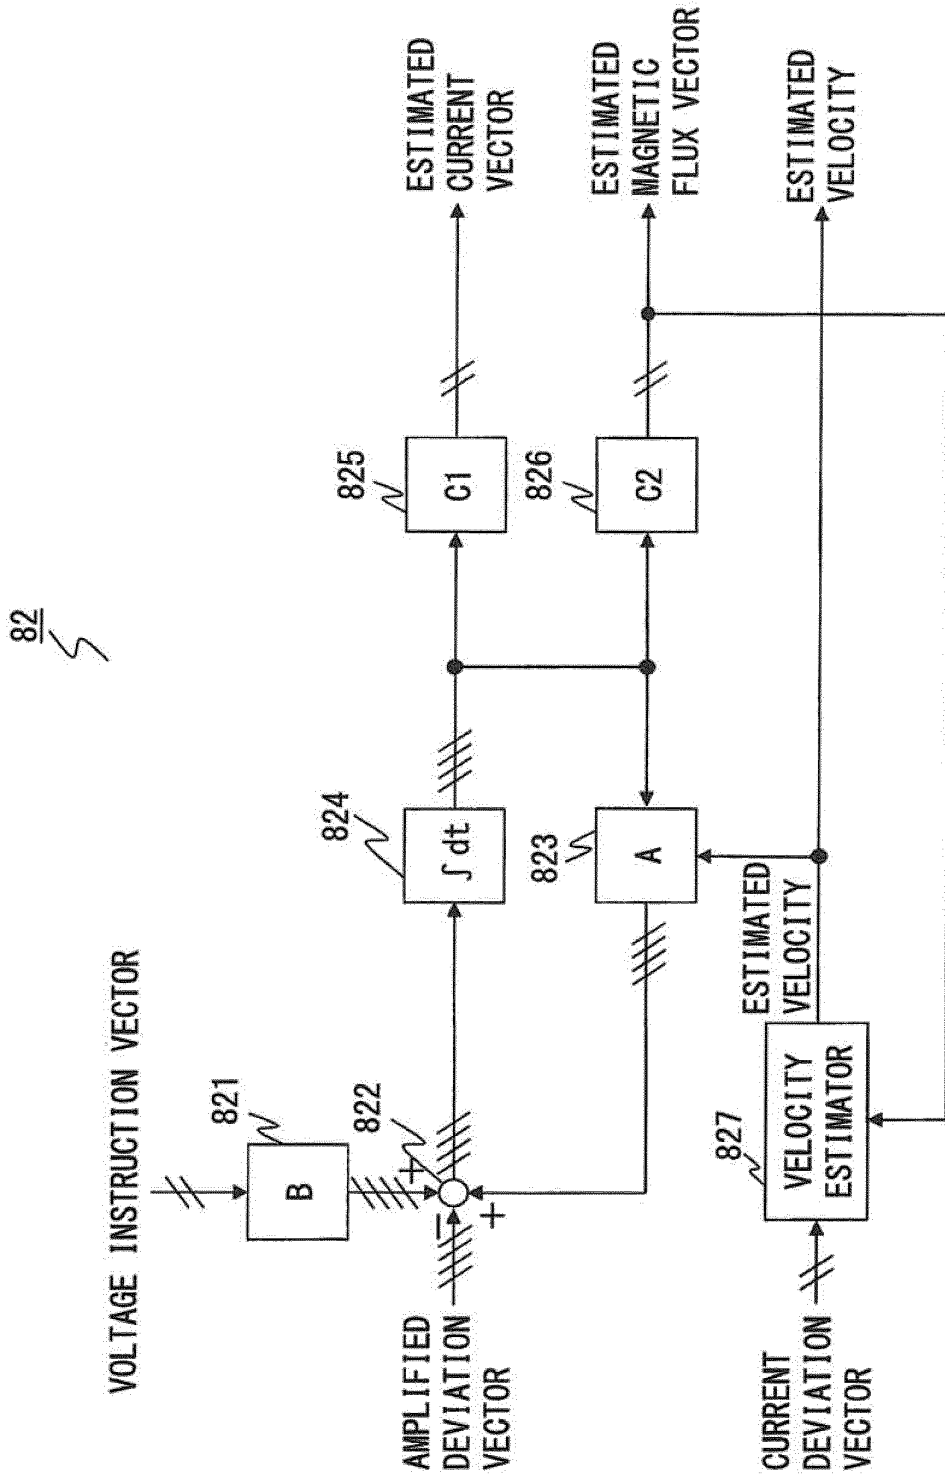 82
VOLTAGE INSTRUCTION VECTOR
821
B
822
+
−
+
AMPLIFIED
DEVIATION
VECTOR
824
∫dt
825
C1
ESTIMATED
CURRENT
VECTOR
823
A
826
C2
ESTIMATED
MAGNETIC
FLUX VECTOR
ESTIMATED
VELOCITY
827
VELOCITY
ESTIMATOR
CURRENT
DEVIATION
VECTOR
ESTIMATED
VELOCITY